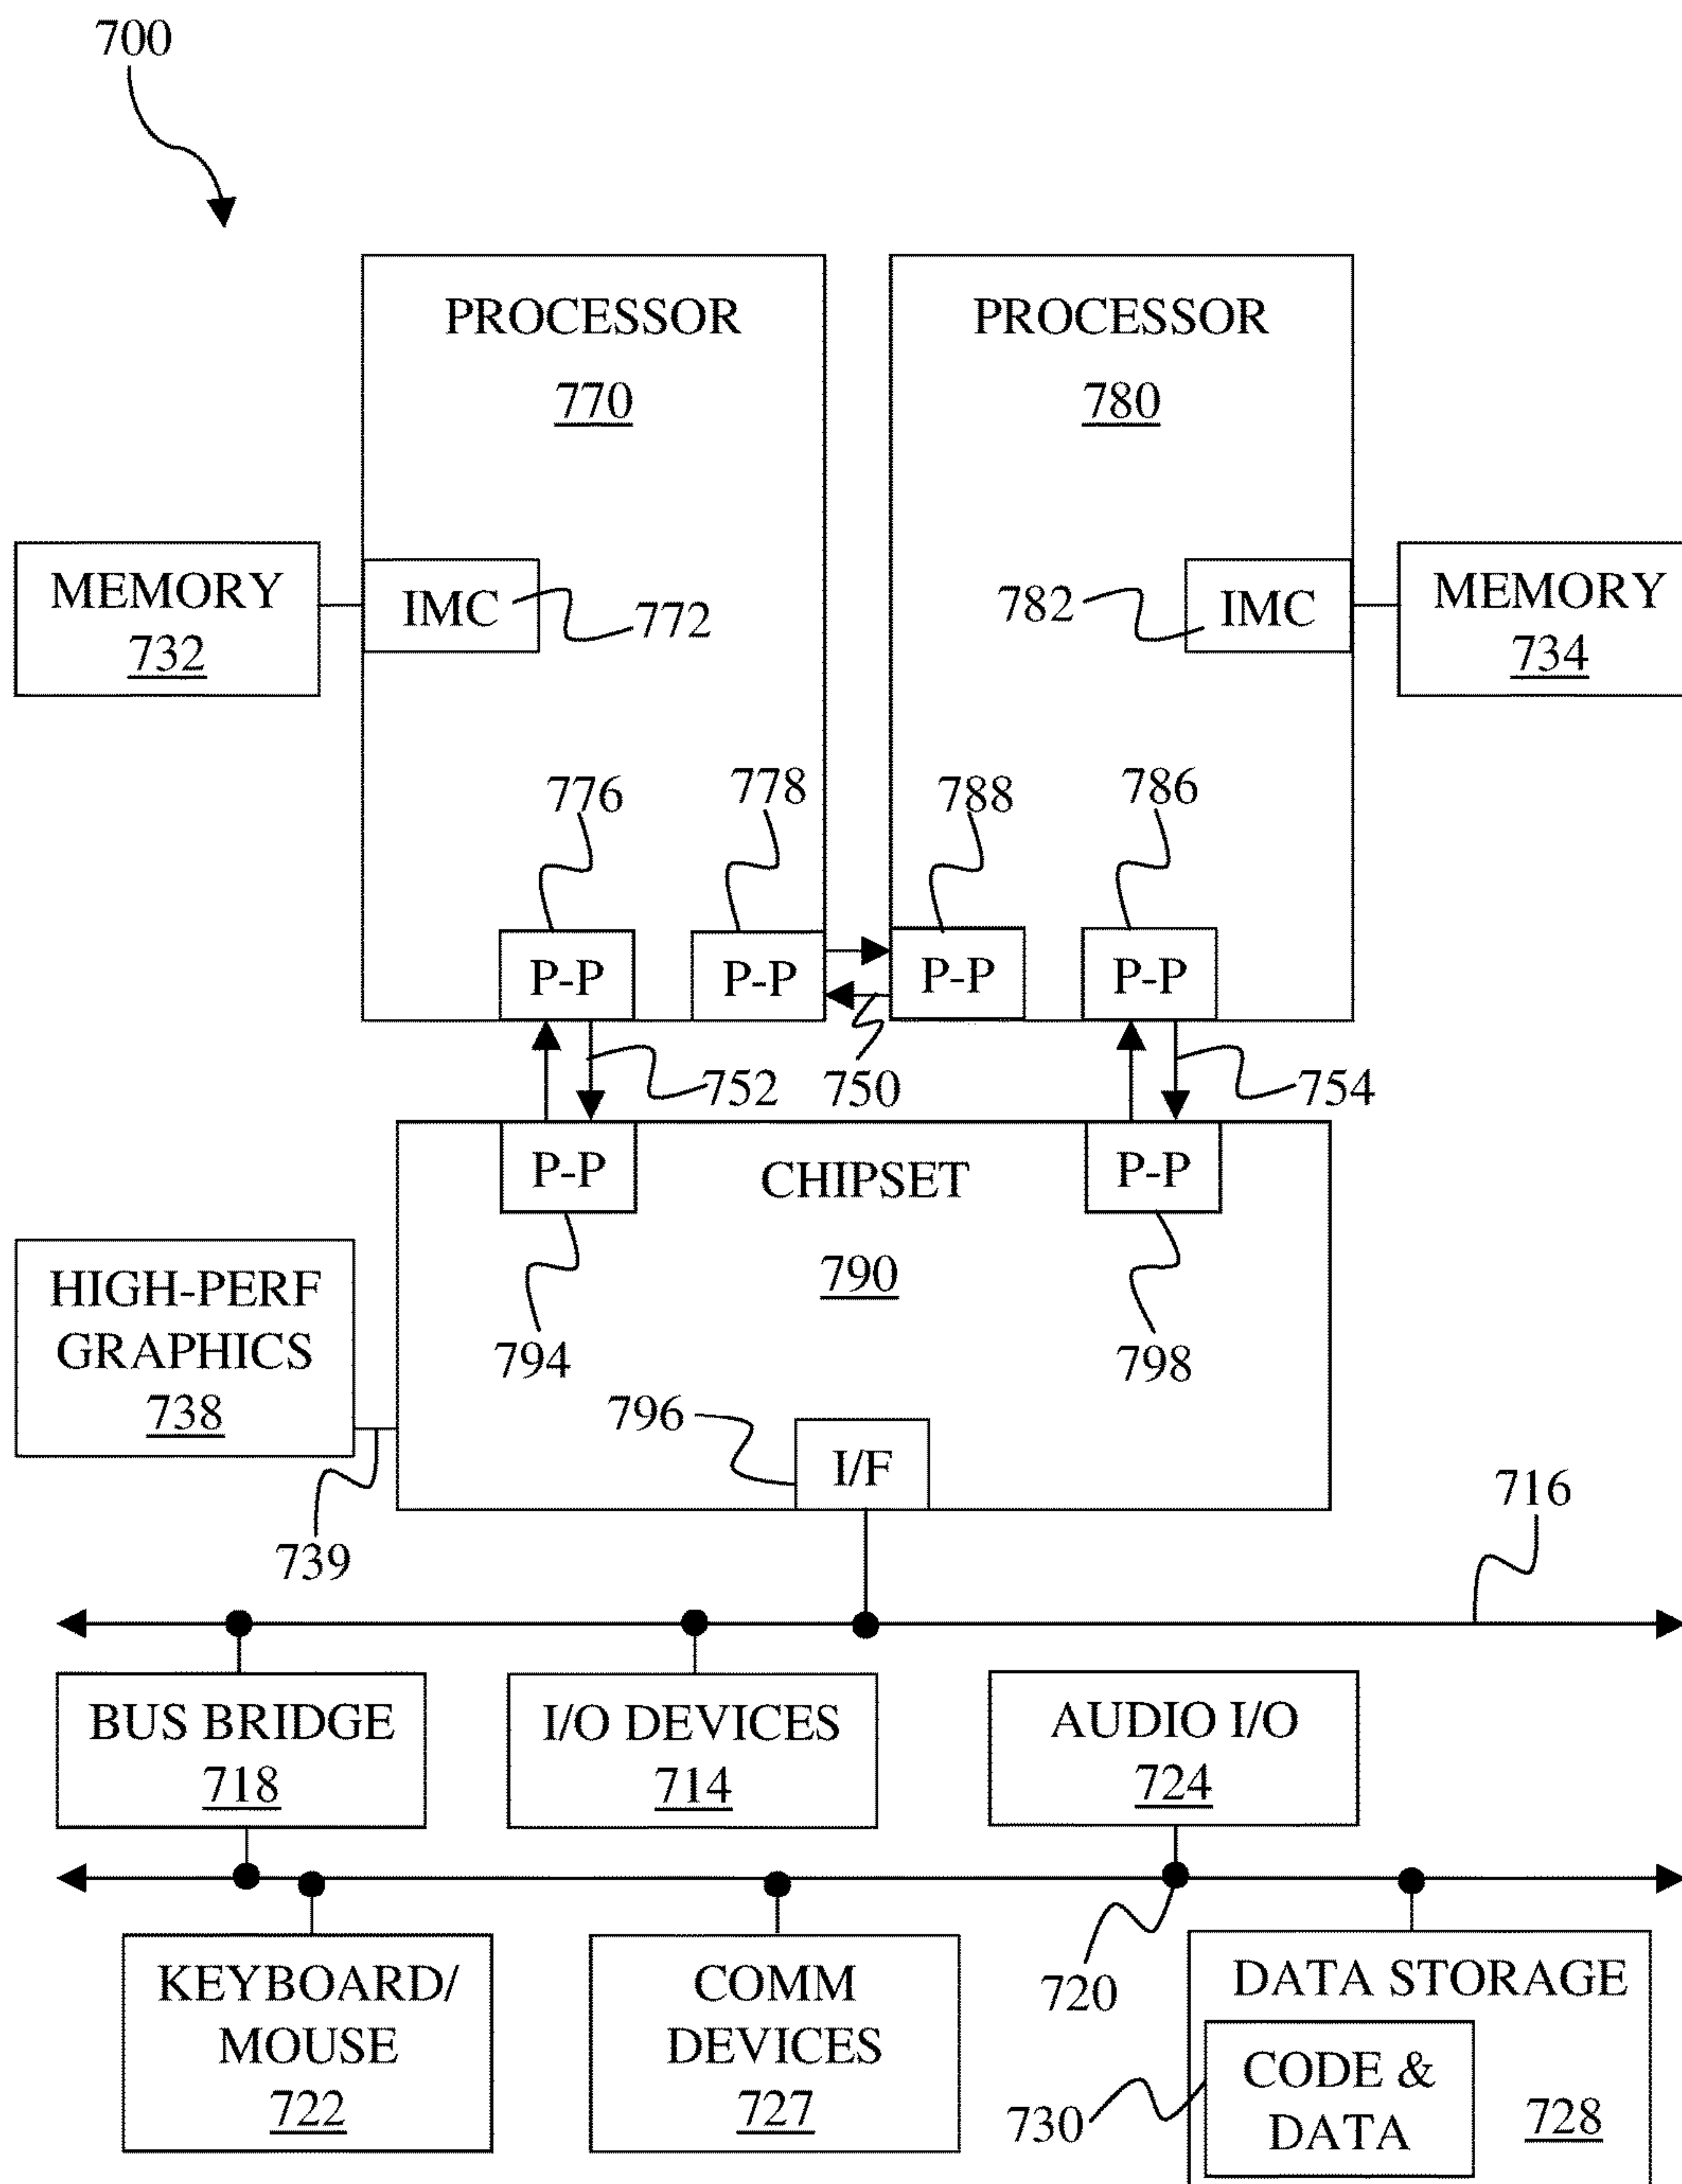 700
PROCESSOR
770
PROCESSOR
780
MEMORY
732
IMC
772
782
IMC
MEMORY
734
776
778
788
786
P-P
P-P
P-P
P-P
752
750
754
P-P
CHIPSET
P-P
790
HIGH-PERF
GRAPHICS
738
794
798
796
I/F
739
716
BUS BRIDGE
718
I/O DEVICES
714
AUDIO I/O
724
KEYBOARD/
MOUSE
722
COMM
DEVICES
727
720
DATA STORAGE
CODE &
DATA
730
728